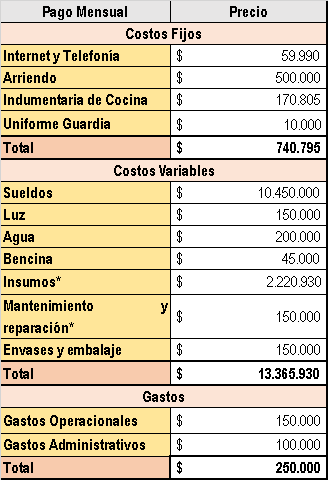 Pago Mensual Precio
Costos Fijos
Internet y Telefonía $ 59.990
Arriendo $ 500.000
Indumentaria de Cocina $ 170.805
Uniforme Guardia $ 10.000
Total $ 740.795
Costos Variables
Sueldos $ 10.450.000
Luz $ 150.000
Agua $ 200.000
Bencina $ 45.000
Insumos* $ 2.220.930
Mantenimiento y
reparación* $ 150.000
Envases y embalaje $ 150.000
Total $ 13.365.930
Gastos
Gastos Operacionales $ 150.000
Gastos Administrativos $ 100.000
Total $ 250.000